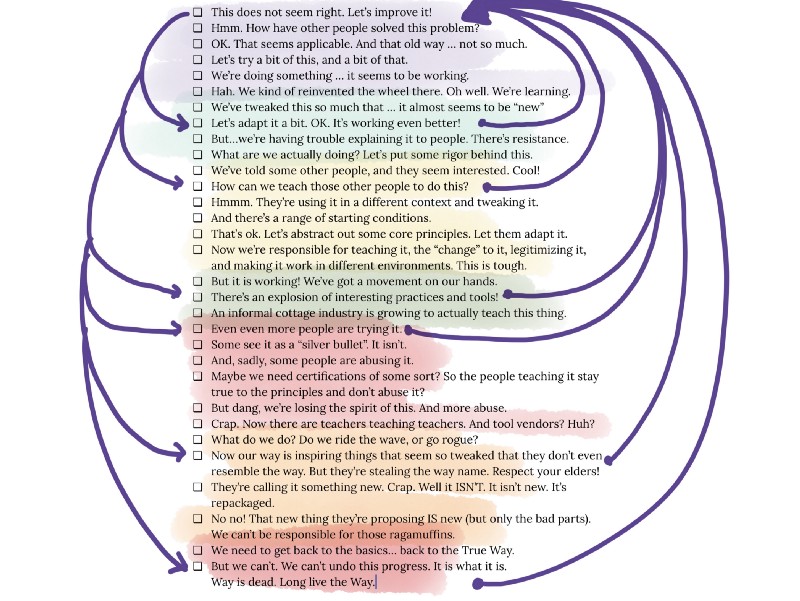 ❏ This does not seem right. Let's improve it!
❏ Hmm. How have other people solved this problem?
❏ OK. That seems applicable. And that old way ... not so much.
❏ Let's try a bit of this, and a bit of that.
❏ We're doing something ... it seems to be working.
❏ Hah. We kind of reinvented the wheel there. Oh well. We're learning.
❏ We've tweaked this so much that ... it almost seems to be “new”
❏ Let's adapt it a bit. OK. It's working even better!
❏ But...we're having trouble explaining it to people. There's resistance.
❏ What are we actually doing? Let's put some rigor behind this.
❏ We've told some other people, and they seem interested. Cool!
❏ How can we teach those other people to do this?
❏ Hmmm. They're using it in a different context and tweaking it.
❏ And there's a range of starting conditions.
❏ That's ok. Let's abstract out some core principles. Let them adapt it.
❏ Now we're responsible for teaching it, the “change” to it, legitimizing it,
and making it work in different environments. This is tough.
❏ But it is working! We've got a movement on our hands.
❏ There's an explosion of interesting practices and tools!
❏ An informal cottage industry is growing to actually teach this thing.
❏ Even even more people are trying it.
❏ Some see it as a “silver bullet”. It isn't.
❏ And, sadly, some people are abusing it.
❏ Maybe we need certifications of some sort? So the people teaching it stay
true to the principles and don't abuse it?
❏ But dang, we're losing the spirit of this. And more abuse.
❏ Crap. Now there are teachers teaching teachers. And tool vendors? Huh?
❏ What do we do? Do we ride the wave, or go rogue?
❏ Now our way is inspiring things that seem so tweaked that they don't even
resemble the way. But they're stealing the way name. Respect your elders!
❏ They're calling it something new. Crap. Well it ISN'T. It isn't new. It's
repackaged.
❏ No no! That new thing they're proposing IS new (but only the bad parts).
We can't be responsible for those ragamuffins.
❏ We need to get back to the basics... back to the True Way.
❏ But we can't. We can't undo this progress. It is what it is.
Way is dead. Long live the Way.